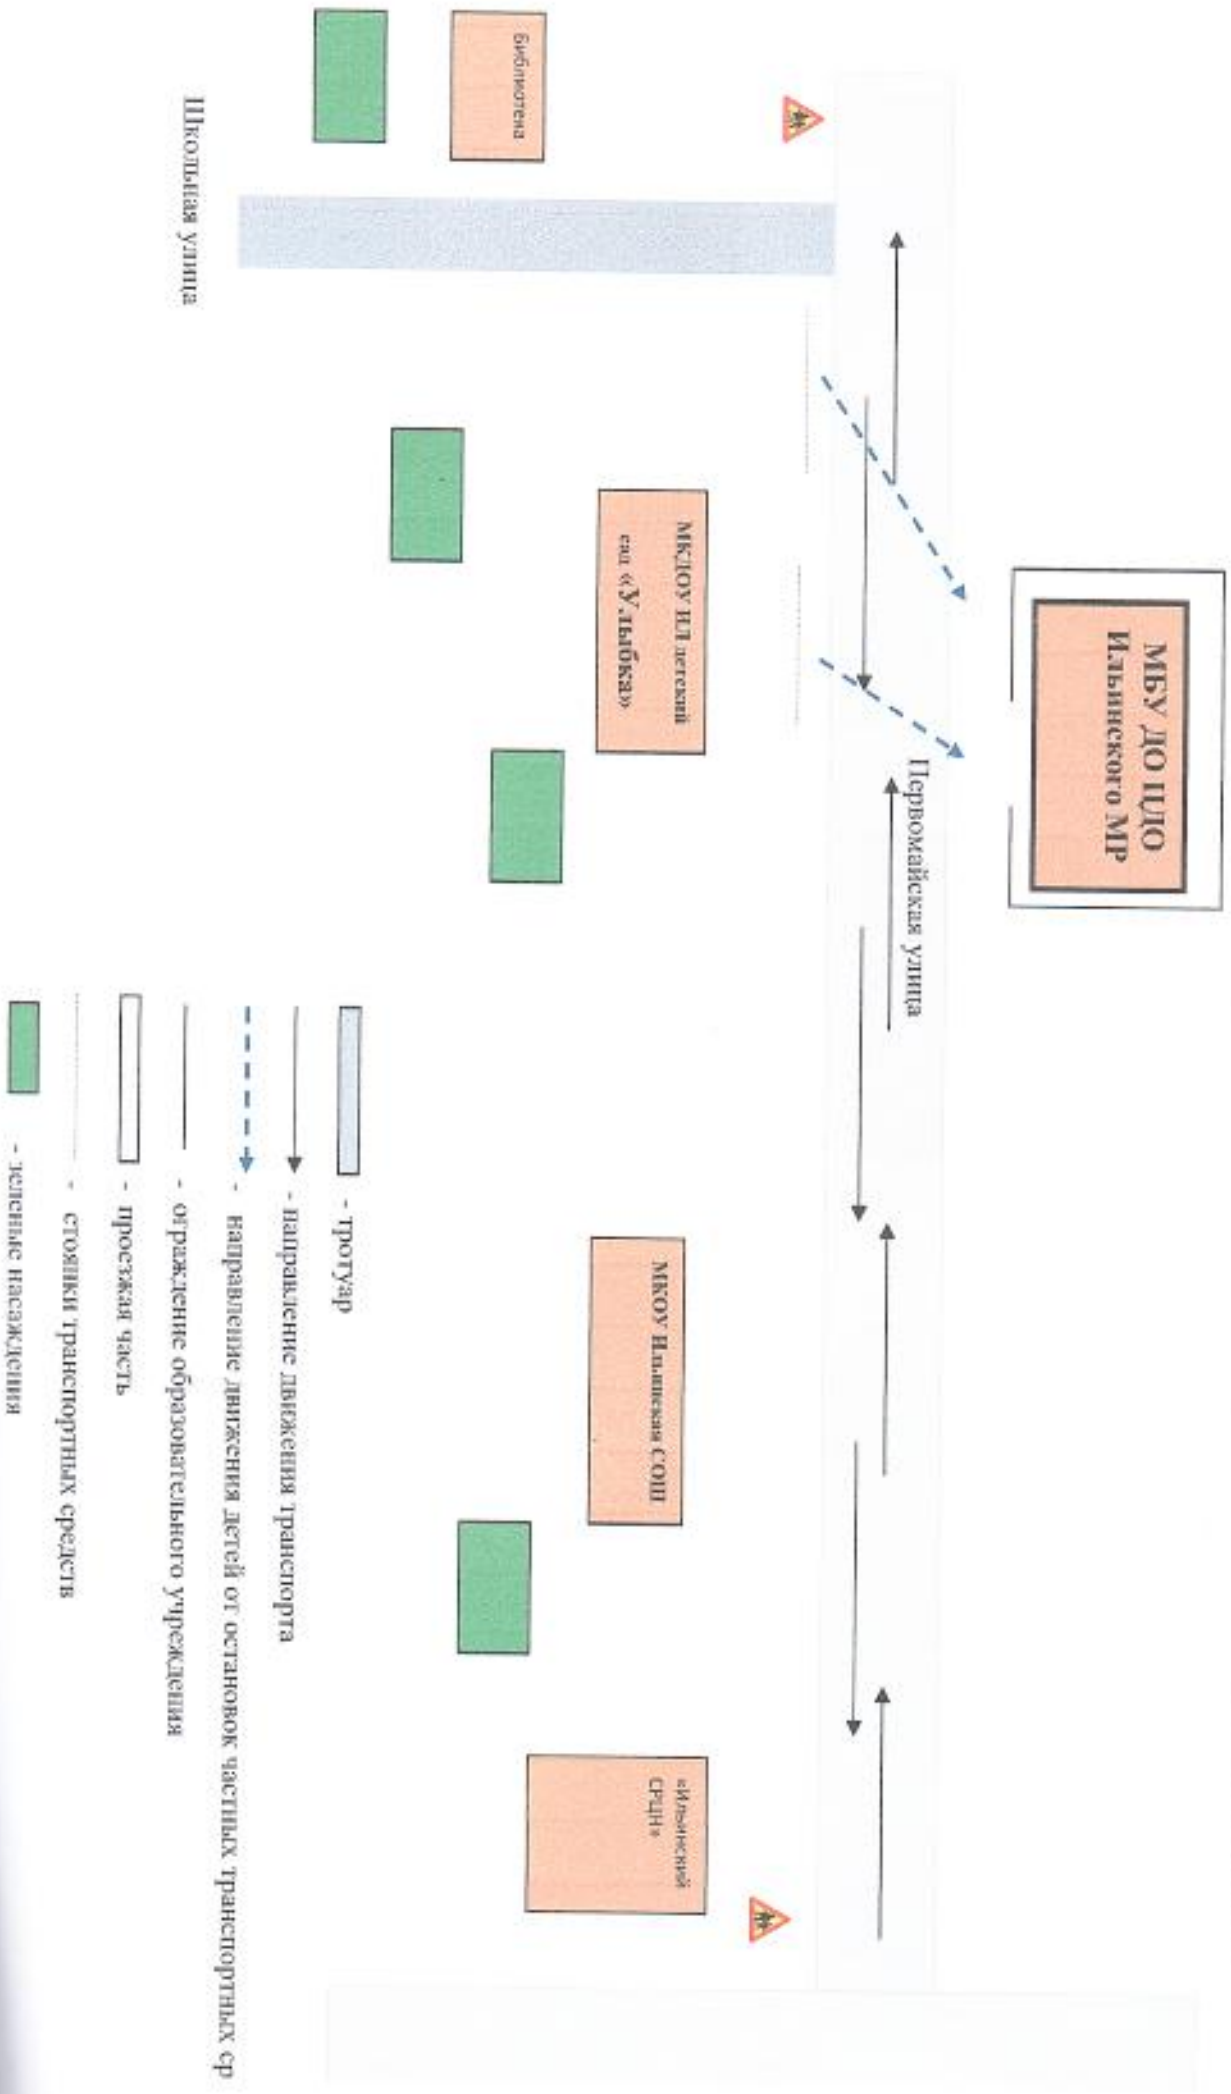 МБУ ДО ЦДО
Ильинского МР
Первомайская улица
Библиотека
МКДОУ ИЛ детский
сад «Улыбка»
МКОУ Ильинская СОШ
«Ильинский
СРЦН»
Школьная улица
- тротуар
- направление движения транспорта
- направление движения детей от остановок частных транспортных ср
- ограждение образовательного учреждения
- проезжая часть
- стоянки транспортных средств
- зеленые насаждения